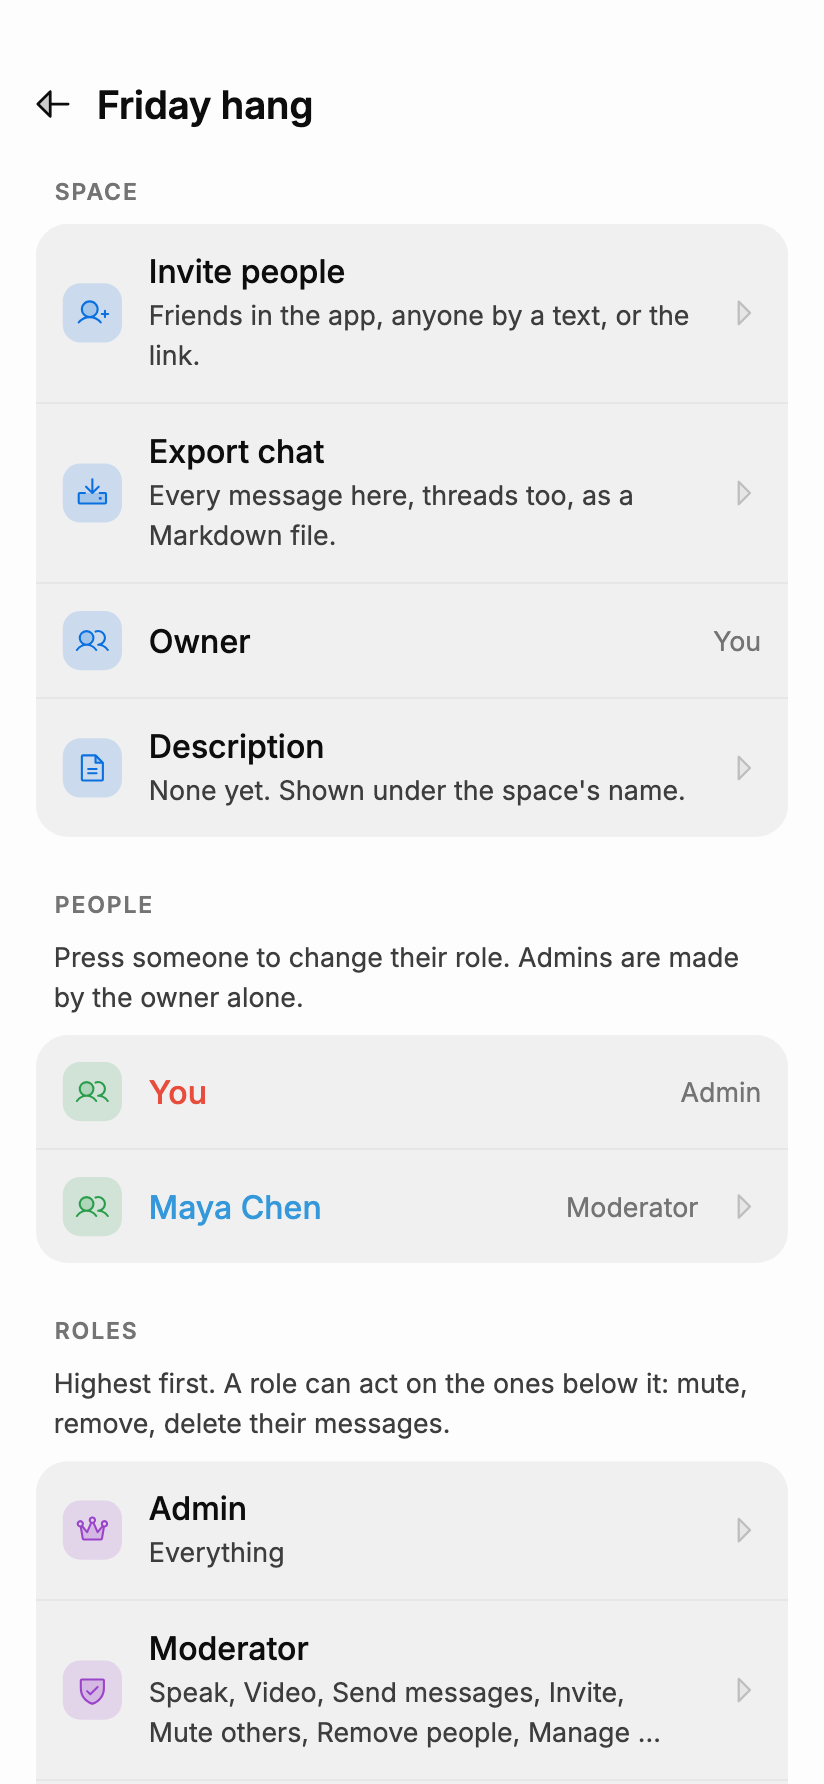 Friday hang
SPACE
Invite people
Friends in the app, anyone by a text, or the
link.
Export chat
Every message here, threads too, as a
Markdown file.
Owner
You
Description
None yet. Shown under the space's name.
PEOPLE
Press someone to change their role. Admins are made
by the owner alone.
You
Admin
Maya Chen
Moderator
ROLES
Highest first. A role can act on the ones below it: mute,
remove, delete their messages.
Admin
Everything
Moderator
Speak, Video, Send messages, Invite,
Mute others, Remove people, Manage ...